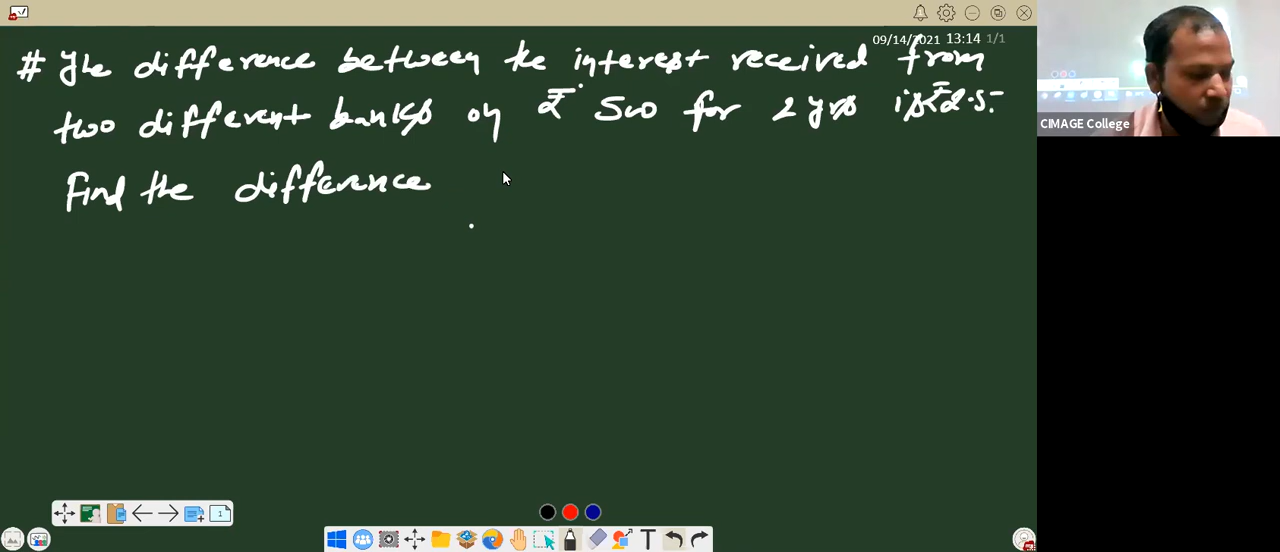 09/14/2021 13:14 1/1
# The difference between the interest received from
two different banks on ₹ 500 for 2 yrs is ₹ 2.5.
Find the difference
CIMAGE College
1
T